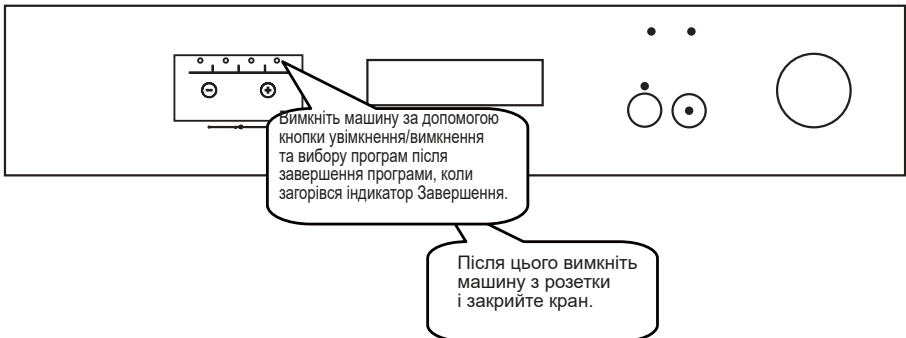 Вимкніть машину за допомогою
кнопки увімкнення/вимкнення
та вибору програм після
завершення програми, коли
загорівся індикатор Завершення.
Після цього вимкніть
машину з розетки
і закрийте кран.